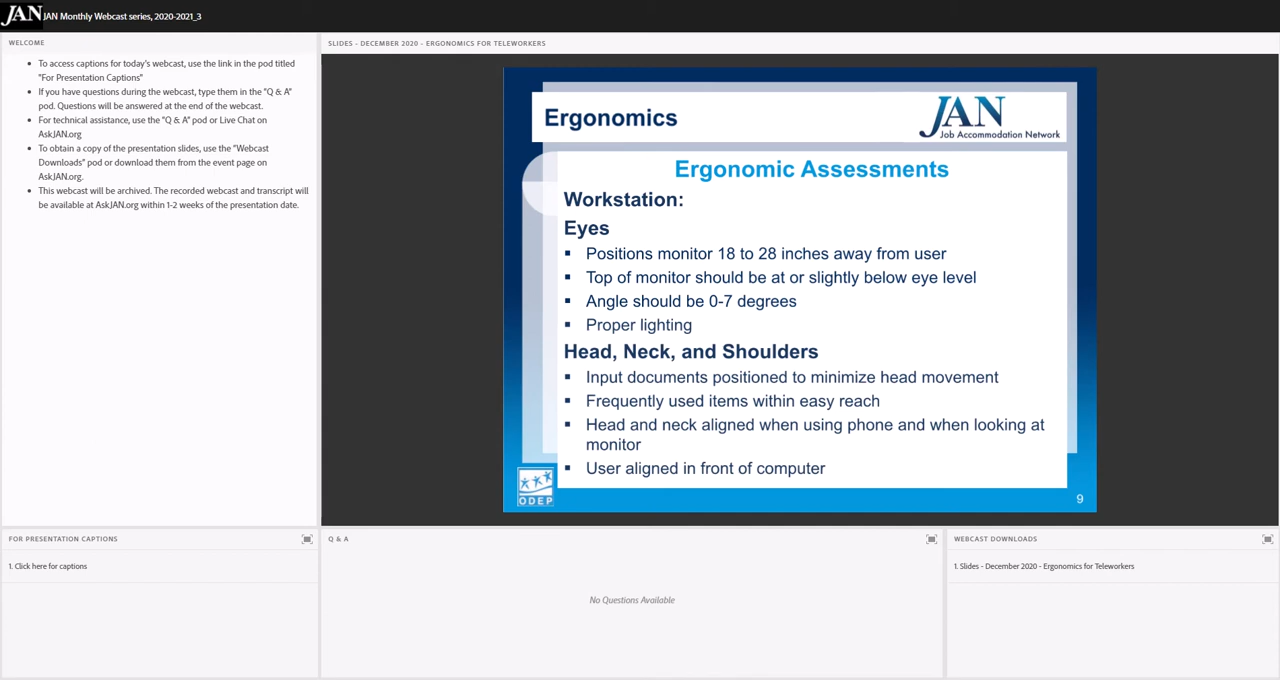 JAN JAN Monthly Webcast series, 2020-2021_3
WELCOME
To access captions for today's webcast, use the link in the pod titled
"For Presentation Captions"
If you have questions during the webcast, type them in the "Q & A"
pod. Questions will be answered at the end of the webcast.
For technical assistance, use the "Q & A" pod or Live Chat on
AskJAN.org
To obtain a copy of the presentation slides, use the "Webcast
Downloads" pod or download them from the event page on
AskJAN.org.
This webcast will be archived. The recorded webcast and transcript will
be available at AskJAN.org within 1-2 weeks of the presentation date.
SLIDES - DECEMBER 2020 - ERGONOMICS FOR TELEWORKERS
Ergonomics
JAN
Job Accommodation Network
Ergonomic Assessments
Workstation:
Eyes
Positions monitor 18 to 28 inches away from user
Top of monitor should be at or slightly below eye level
Angle should be 0-7 degrees
Proper lighting
Head, Neck, and Shoulders
Input documents positioned to minimize head movement
Frequently used items within easy reach
Head and neck aligned when using phone and when looking at
monitor
User aligned in front of computer
ODEP
9
FOR PRESENTATION CAPTIONS
1. Click here for captions
Q & A
No Questions Available
WEBCAST DOWNLOADS
1. Slides - December 2020 - Ergonomics for Teleworkers